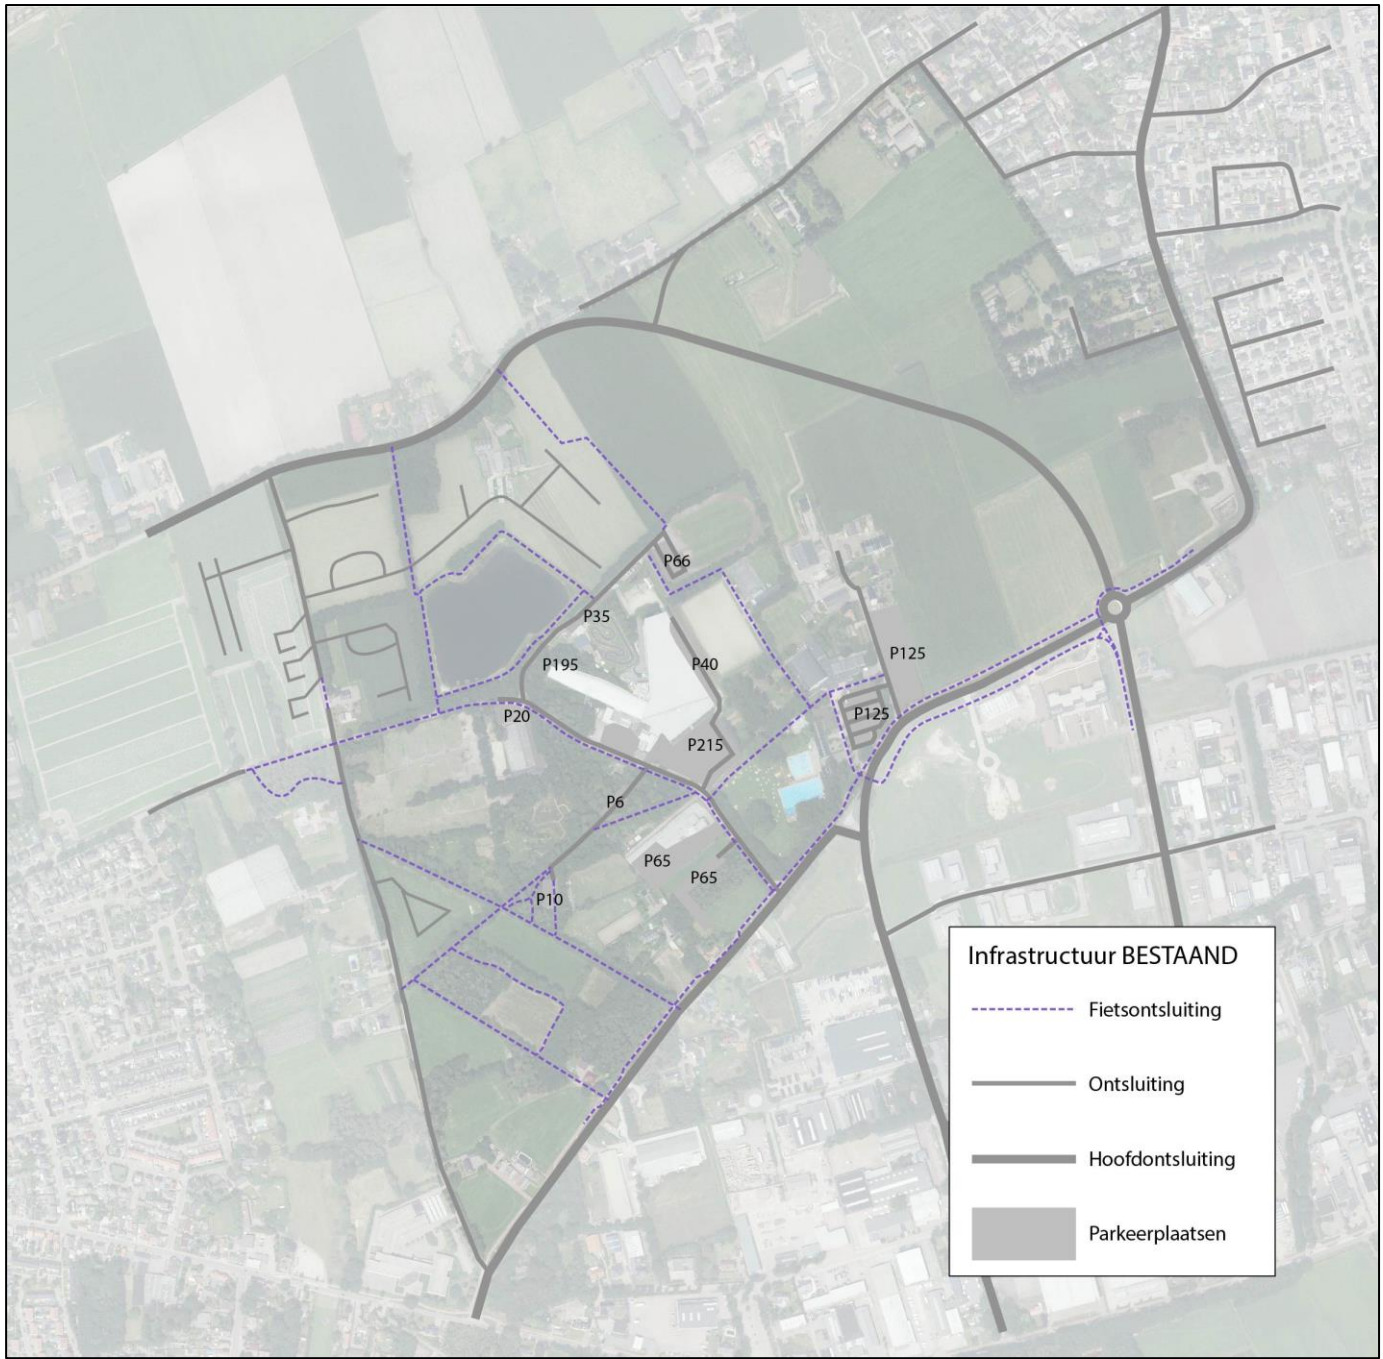 P66
P35
P125
P195
P40
P20
P125
P215
P6
P65
P65
P10
Infrastructuur BESTAAND
Fietsontsluiting
Ontsluiting
Hoofdontsluiting
Parkeerplaatsen